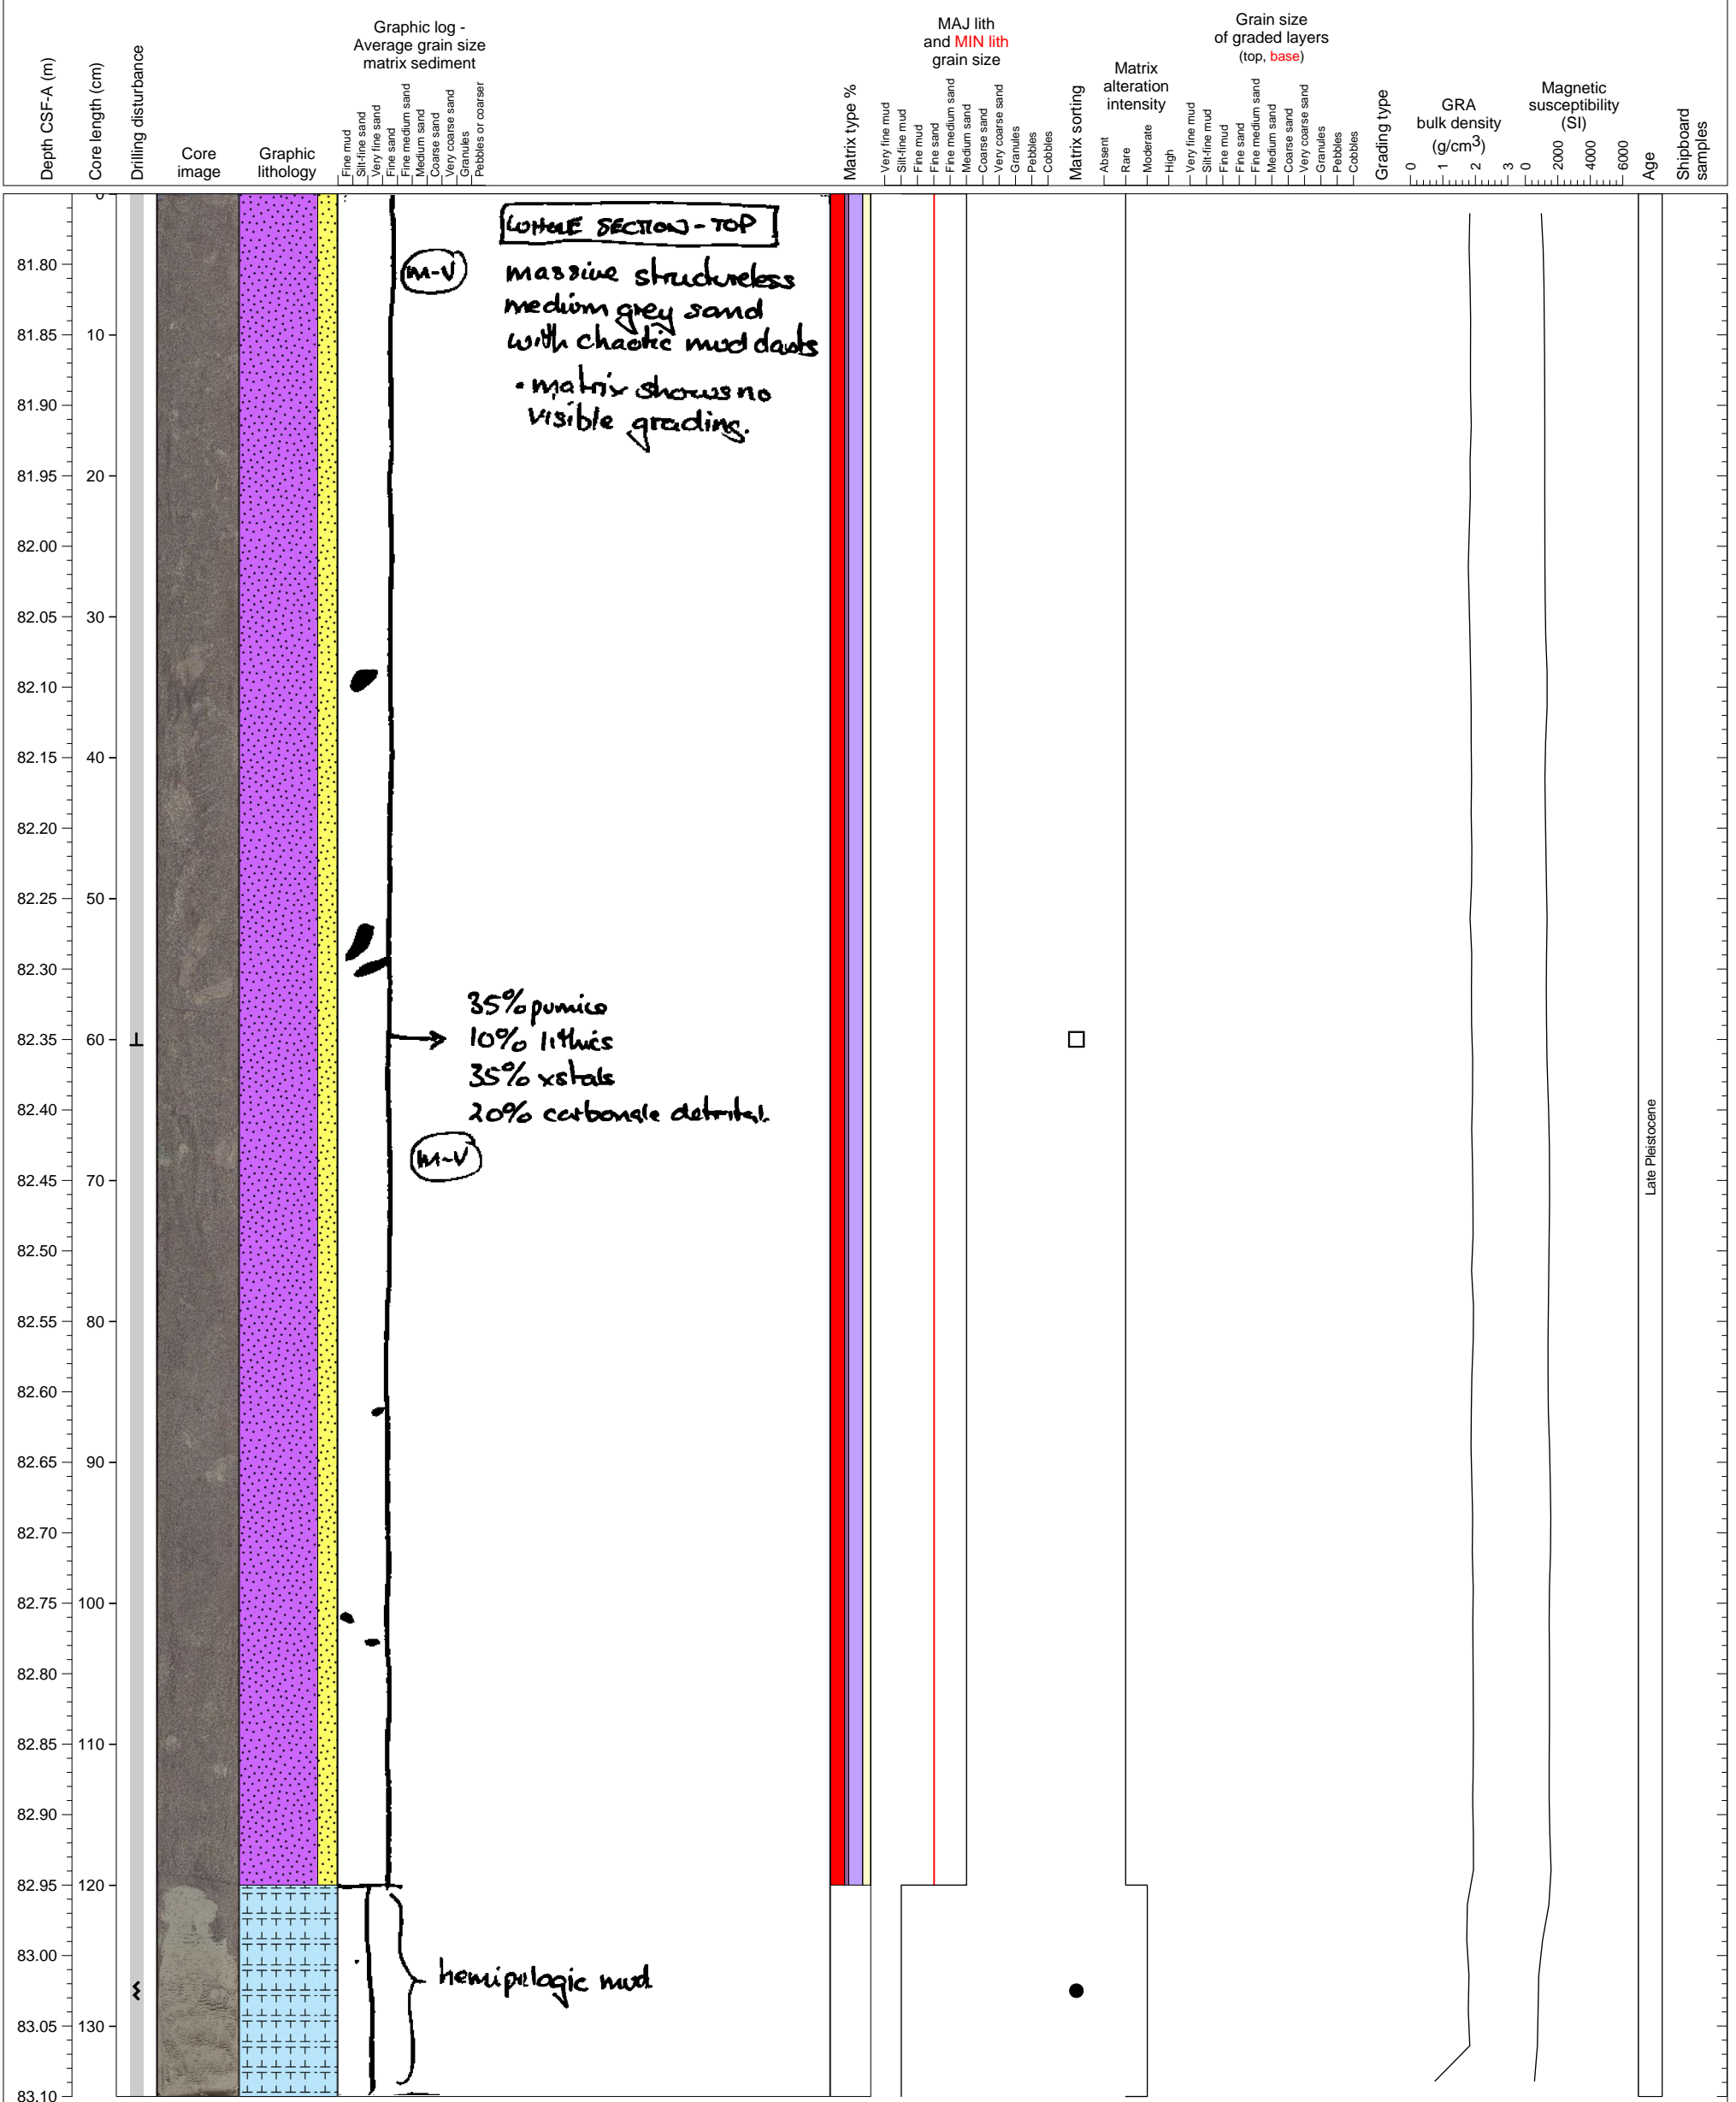 Depth CSF-A (m)
Core length (cm)
Drilling disturbance
Core
image
Graphic
lithology
Graphic log -
Average grain size
matrix sediment
Fine mud
Silt-fine sand
Very fine sand
Fine sand
Fine medium sand
Medium sand
Coarse sand
Very coarse sand
Granules
Pebbles or coarser
Matrix type %
MAJ lith
and MIN lith
grain size
Very fine mud
Silt-fine mud
Fine mud
Fine sand
Fine medium sand
Medium sand
Coarse sand
Very coarse sand
Granules
Pebbles
Cobbles
Matrix sorting
Matrix
alteration
intensity
Absent
Rare
Moderate
High
Grain size
of graded layers
(top, base)
Very fine mud
Silt-fine mud
Fine mud
Fine sand
Fine medium sand
Medium sand
Coarse sand
Very coarse sand
Granules
Pebbles
Cobbles
Grading type
GRA
bulk density
(g/cm3)
0 1 2 3
Magnetic
susceptibility
(SI)
0 2000 4000 6000
Age
Shipboard
samples
0
81.80
81.85
10
81.90
81.95
20
82.00
82.05
30
82.10
82.15
40
82.20
82.25
50
82.30
82.35
60
82.40
82.45
70
82.50
82.55
80
82.60
82.65
90
82.70
82.75
100
82.80
82.85
110
82.90
82.95
120
83.00
83.05
130
83.10
WHOLE SECTION - TOP
m-v
massive structureless
medium grey sand
with chaotic mud clasts
• matrix shows no
visible grading.
35% pumice
10% lithics
35% xstals
20% carbonate detrital.
m-v
hemipelagic mud
Late Pleistocene